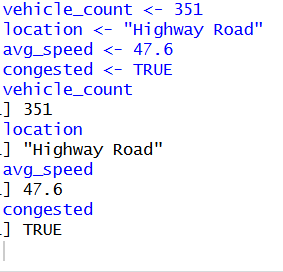 vehicle_count <- 351
location <- "Highway Road"
avg_speed <- 47.6
congested <- TRUE
vehicle_count
] 351
location
] "Highway Road"
avg_speed
] 47.6
congested
] TRUE